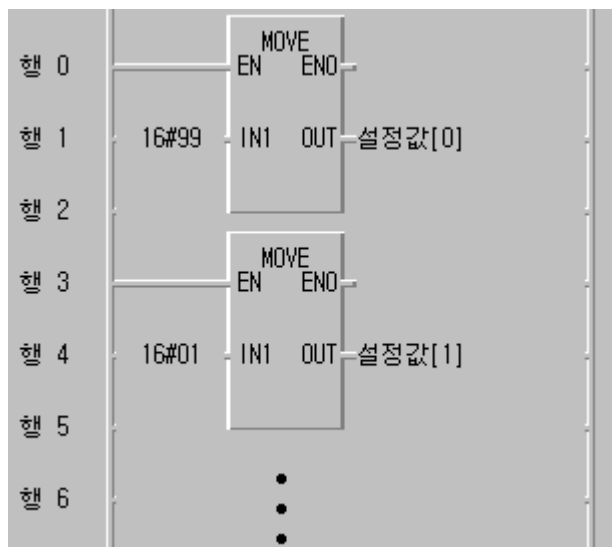 MOVE
행 0 EN ENO
행 1 16#99 IN1 OUT 설정값[0]
행 2
MOVE
행 3 EN ENO
행 4 16#01 IN1 OUT 설정값[1]
행 5
행 6